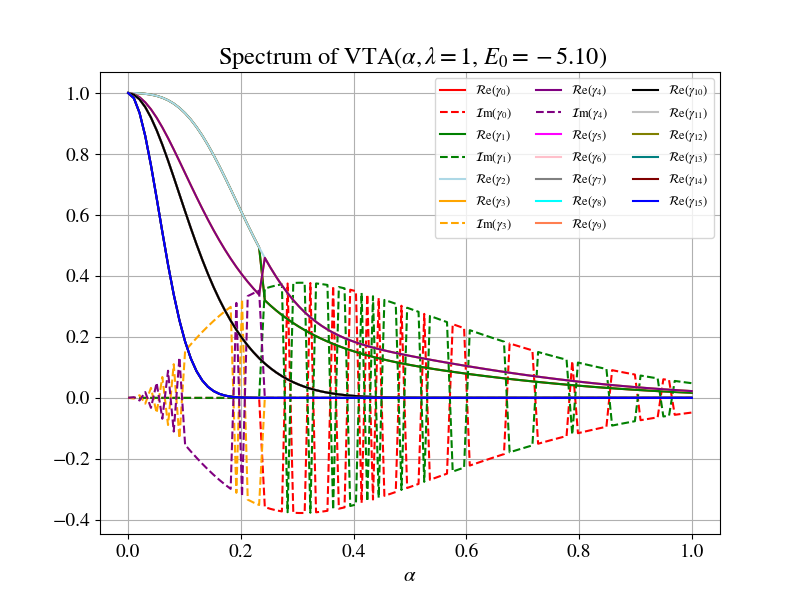 Spectrum of VTA(α, λ = 1, E₀ = −5.10)
1.0
0.8
0.6
0.4
0.2
0.0
−0.2
−0.4
0.0 0.2 0.4 0.6 0.8 1.0
α
ℛe(γ₀)
ℐm(γ₀)
ℛe(γ₁)
ℐm(γ₁)
ℛe(γ₂)
ℛe(γ₃)
ℐm(γ₃)
ℛe(γ₄)
ℐm(γ₄)
ℛe(γ₅)
ℛe(γ₆)
ℛe(γ₇)
ℛe(γ₈)
ℛe(γ₉)
ℛe(γ₁₀)
ℛe(γ₁₁)
ℛe(γ₁₂)
ℛe(γ₁₃)
ℛe(γ₁₄)
ℛe(γ₁₅)